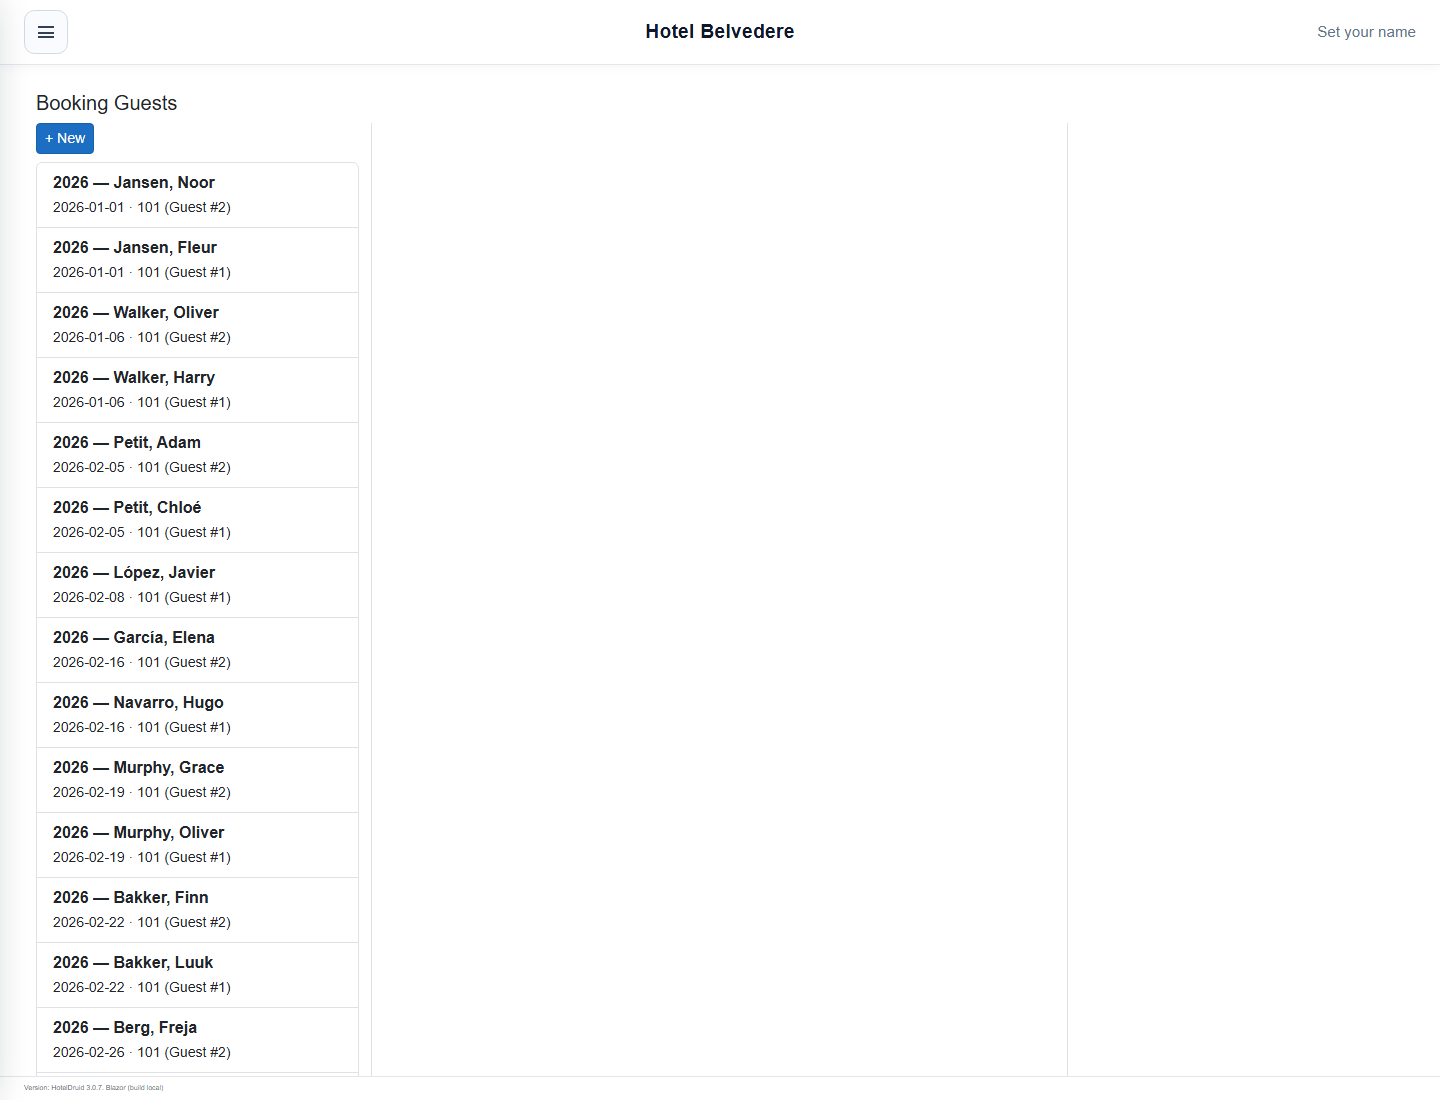 Hotel Belvedere
Set your name
Booking Guests
+ New
2026 — Jansen, Noor
2026-01-01 · 101 (Guest #2)
2026 — Jansen, Fleur
2026-01-01 · 101 (Guest #1)
2026 — Walker, Oliver
2026-01-06 · 101 (Guest #2)
2026 — Walker, Harry
2026-01-06 · 101 (Guest #1)
2026 — Petit, Adam
2026-02-05 · 101 (Guest #2)
2026 — Petit, Chloé
2026-02-05 · 101 (Guest #1)
2026 — López, Javier
2026-02-08 · 101 (Guest #1)
2026 — García, Elena
2026-02-16 · 101 (Guest #2)
2026 — Navarro, Hugo
2026-02-16 · 101 (Guest #1)
2026 — Murphy, Grace
2026-02-19 · 101 (Guest #2)
2026 — Murphy, Oliver
2026-02-19 · 101 (Guest #1)
2026 — Bakker, Finn
2026-02-22 · 101 (Guest #2)
2026 — Bakker, Luuk
2026-02-22 · 101 (Guest #1)
2026 — Berg, Freja
2026-02-26 · 101 (Guest #2)
Version: HotelDruid 3.0.7. Blazor (build local)